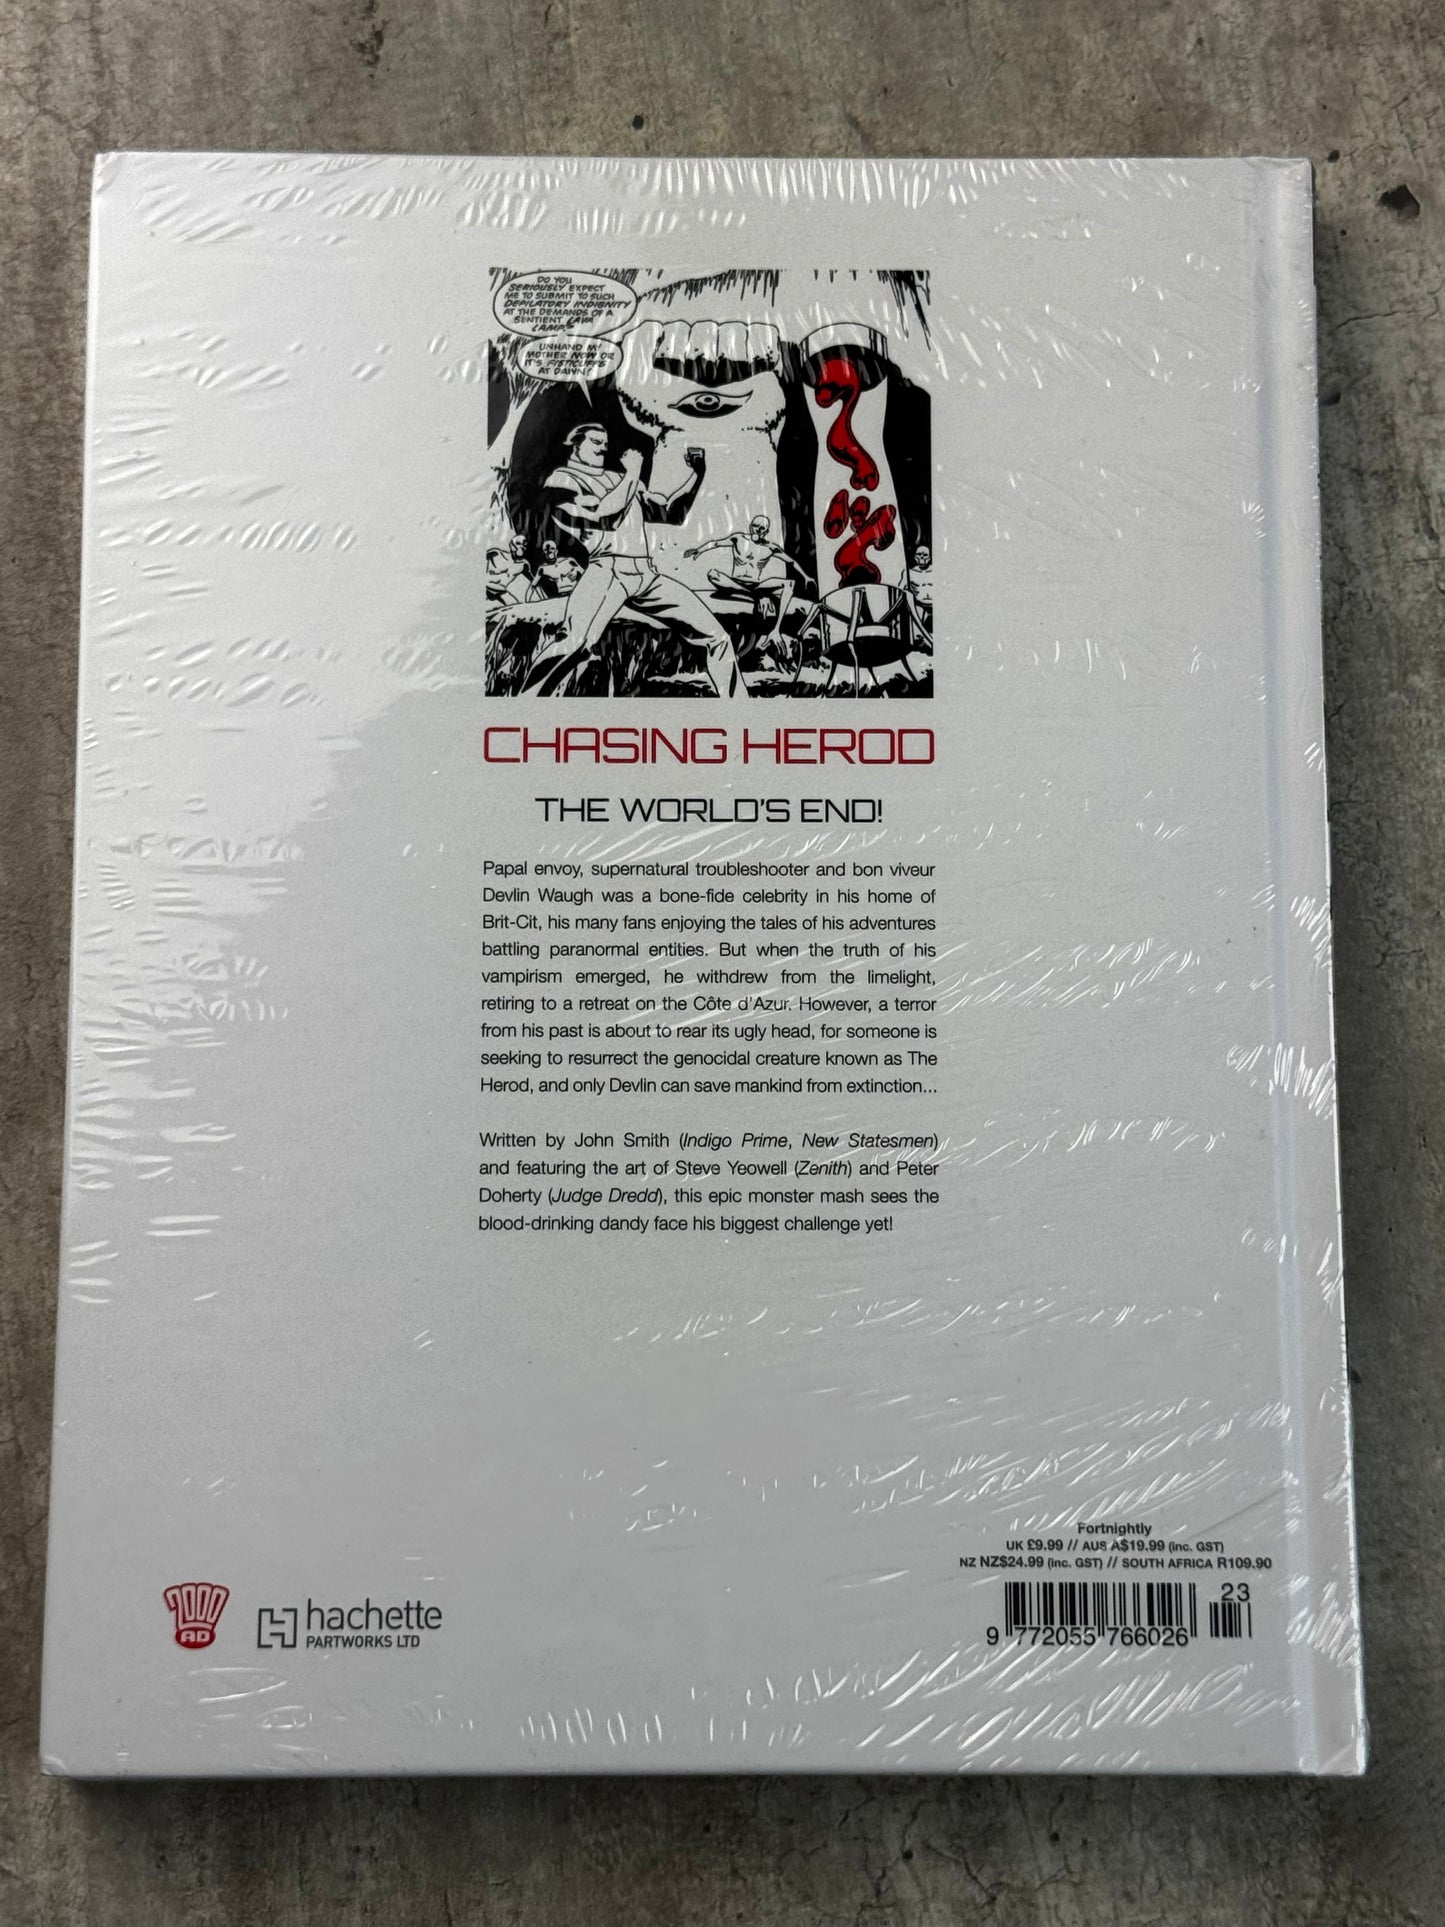 DO YOU
SERIOUSLY EXPECT
ME TO SUBMIT TO SUCH
DEPILATORY INDIGNITY
AT THE DEMANDS OF A
SENTIENT LAVA
LAMP?
UNHAND MY
MOTHER NOW OR
IT'S FISTICUFFS
AT DAWN!
CHASING HEROD
THE WORLD'S END!
Papal envoy, supernatural troubleshooter and bon viveur
Devlin Waugh was a bone-fide celebrity in his home of
Brit-Cit, his many fans enjoying the tales of his adventures
battling paranormal entities. But when the truth of his
vampirism emerged, he withdrew from the limelight,
retiring to a retreat on the Côte d'Azur. However, a terror
from his past is about to rear its ugly head, for someone is
seeking to resurrect the genocidal creature known as The
Herod, and only Devlin can save mankind from extinction...
Written by John Smith (Indigo Prime, New Statesmen)
and featuring the art of Steve Yeowell (Zenith) and Peter
Doherty (Judge Dredd), this epic monster mash sees the
blood-drinking dandy face his biggest challenge yet!
Fortnightly
UK £9.99 // AUS A$19.99 (inc. GST)
NZ NZ$24.99 (inc. GST) // SOUTH AFRICA R109.90
23
9 772055 766026
2000
AD
hachette
PARTWORKS LTD